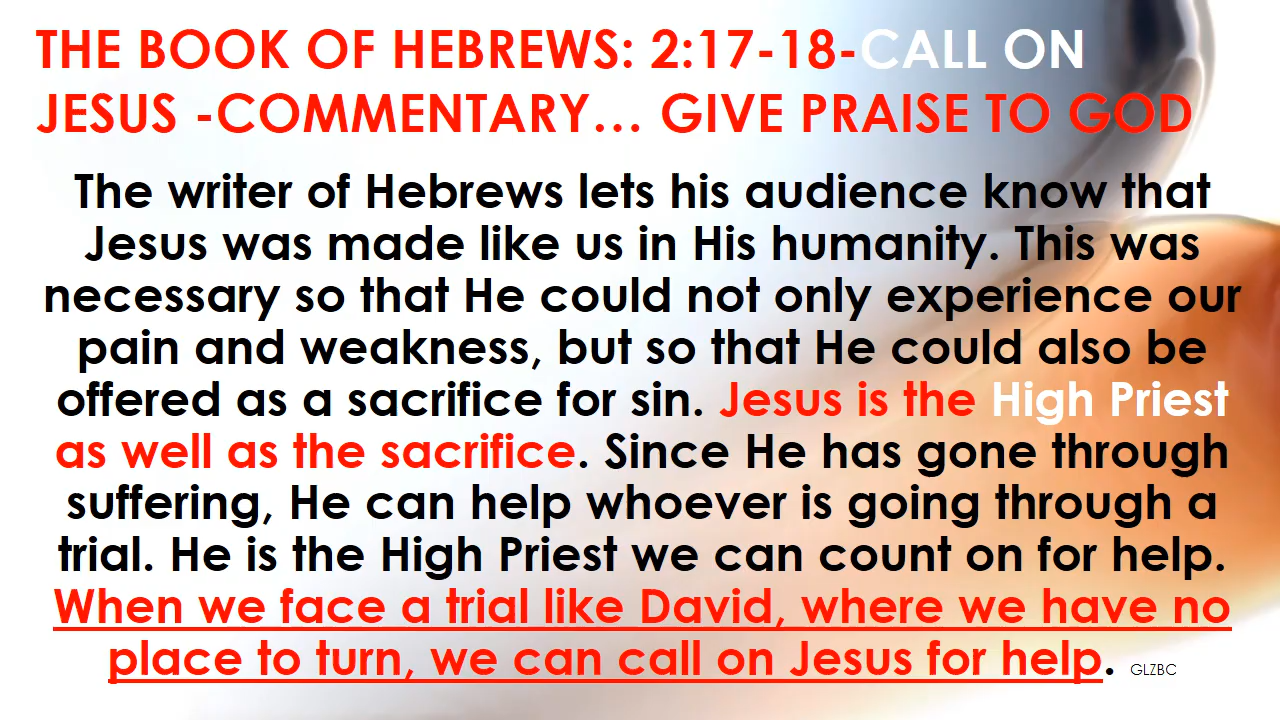 THE BOOK OF HEBREWS: 2:17-18-CALL ON
JESUS -COMMENTARY… GIVE PRAISE TO GOD
The writer of Hebrews lets his audience know that
Jesus was made like us in His humanity. This was
necessary so that He could not only experience our
pain and weakness, but so that He could also be
offered as a sacrifice for sin. Jesus is the High Priest
as well as the sacrifice. Since He has gone through
suffering, He can help whoever is going through a
trial. He is the High Priest we can count on for help.
When we face a trial like David, where we have no
place to turn, we can call on Jesus for help. GLZBC